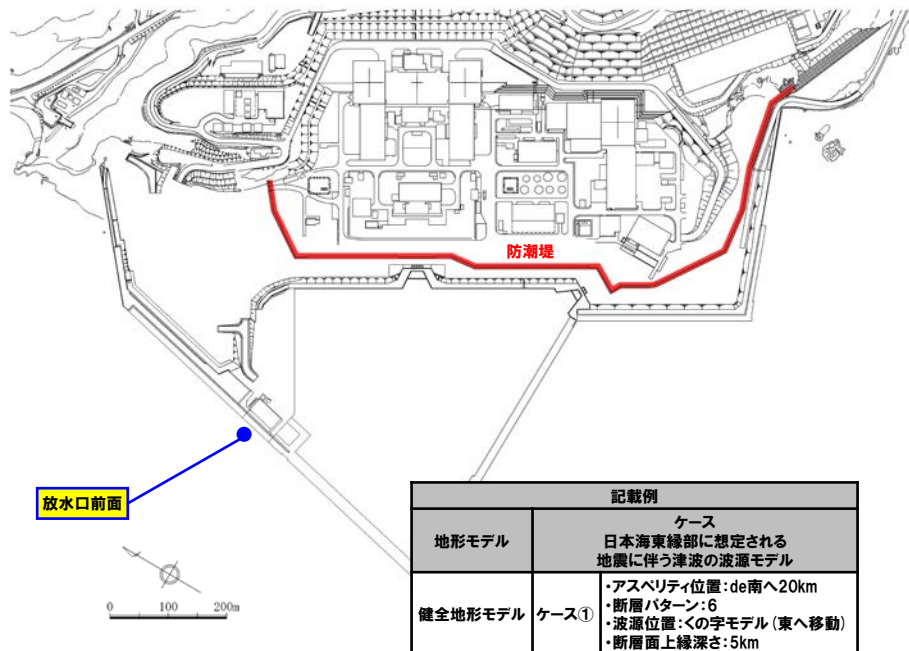 防潮堤
放水口前面
0 100 200m
記載例
地形モデル
ケース
日本海東縁部に想定される
地震に伴う津波の波源モデル
健全地形モデル
ケース①
・アスペリティ位置:de南へ20km
・断層パターン:6
・波源位置:くの字モデル(東へ移動)
・断層面上縁深さ:5km